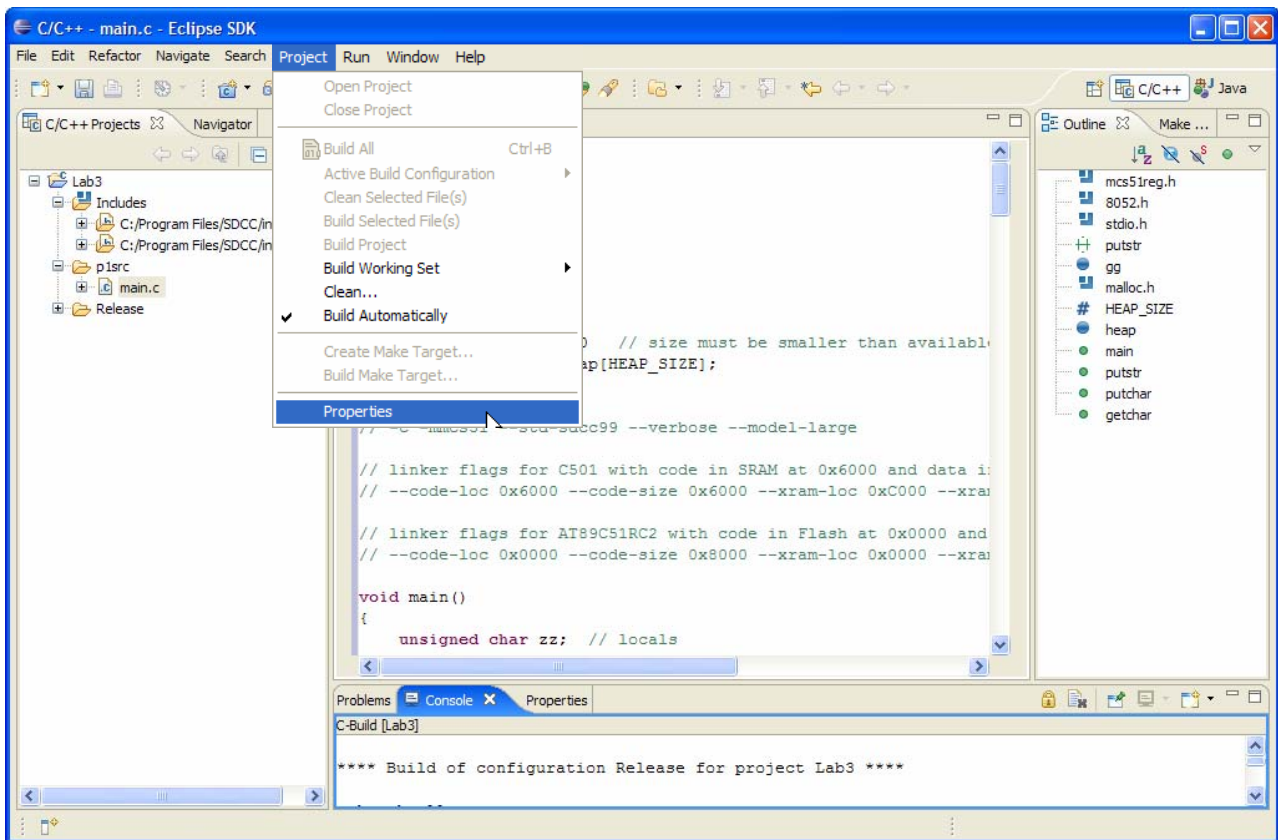 C/C++ - main.c - Eclipse SDK
File Edit Refactor Navigate Search Project Run Window Help
C/C++ Java
Open Project
Close Project
Build All Ctrl+B
Active Build Configuration
Clean Selected File(s)
Build Selected File(s)
Build Project
Build Working Set
Clean...
Build Automatically
Create Make Target...
Build Make Target...
Properties
C/C++ Projects Navigator
Lab3
Includes
C:/Program Files/SDCC/in
C:/Program Files/SDCC/in
p1src
main.c
Release
// size must be smaller than availabl
ap[HEAP_SIZE];
--verbose --model-large
// linker flags for C501 with code in SRAM at 0x6000 and data i
// --code-loc 0x6000 --code-size 0x6000 --xram-loc 0xC000 --xra
// linker flags for AT89C51RC2 with code in Flash at 0x0000 and
// --code-loc 0x0000 --code-size 0x8000 --xram-loc 0x0000 --xra
void main()
{
unsigned char zz; // locals
Outline Make ...
mcs51reg.h
8052.h
stdio.h
putstr
gg
malloc.h
# HEAP_SIZE
heap
main
putstr
putchar
getchar
Problems Console Properties
C-Build [Lab3]
**** Build of configuration Release for project Lab3 ****